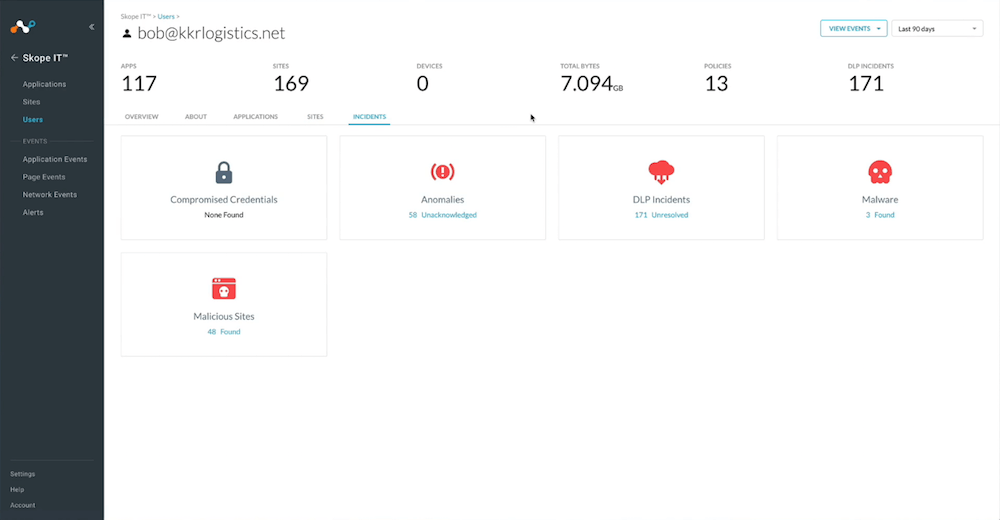 Skope IT™ > Users >
bob@kkrlogistics.net
VIEW EVENTS
Last 90 days
Skope IT™
Applications
Sites
Users
EVENTS
Application Events
Page Events
Network Events
Alerts
Settings
Help
Account
APPS
117
SITES
169
DEVICES
0
TOTAL BYTES
7.094GB
POLICIES
13
DLP INCIDENTS
171
OVERVIEW ABOUT APPLICATIONS SITES INCIDENTS
Compromised Credentials
None Found
Anomalies
58 Unacknowledged
DLP Incidents
171 Unresolved
Malware
3 Found
Malicious Sites
48 Found